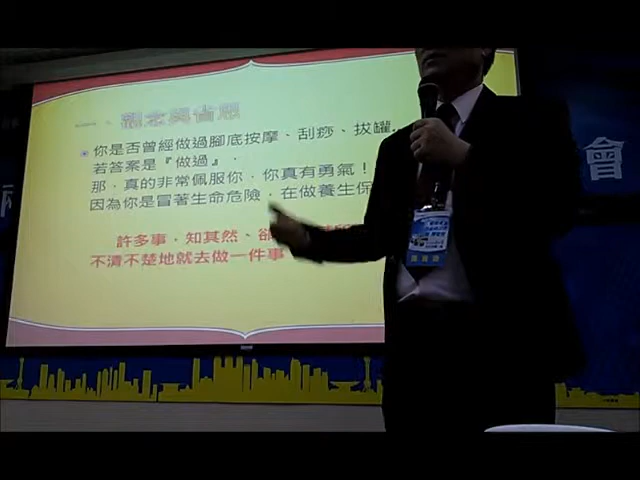 觀念與省思
你是否曾經做過腳底按摩、刮痧、拔罐
若答案是『做過』，
那，真的非常佩服你，你真有勇氣！
因為你是冒著生命危險，在做養生保
許多事，知其然、卻
不清不楚地就去做一件事
會